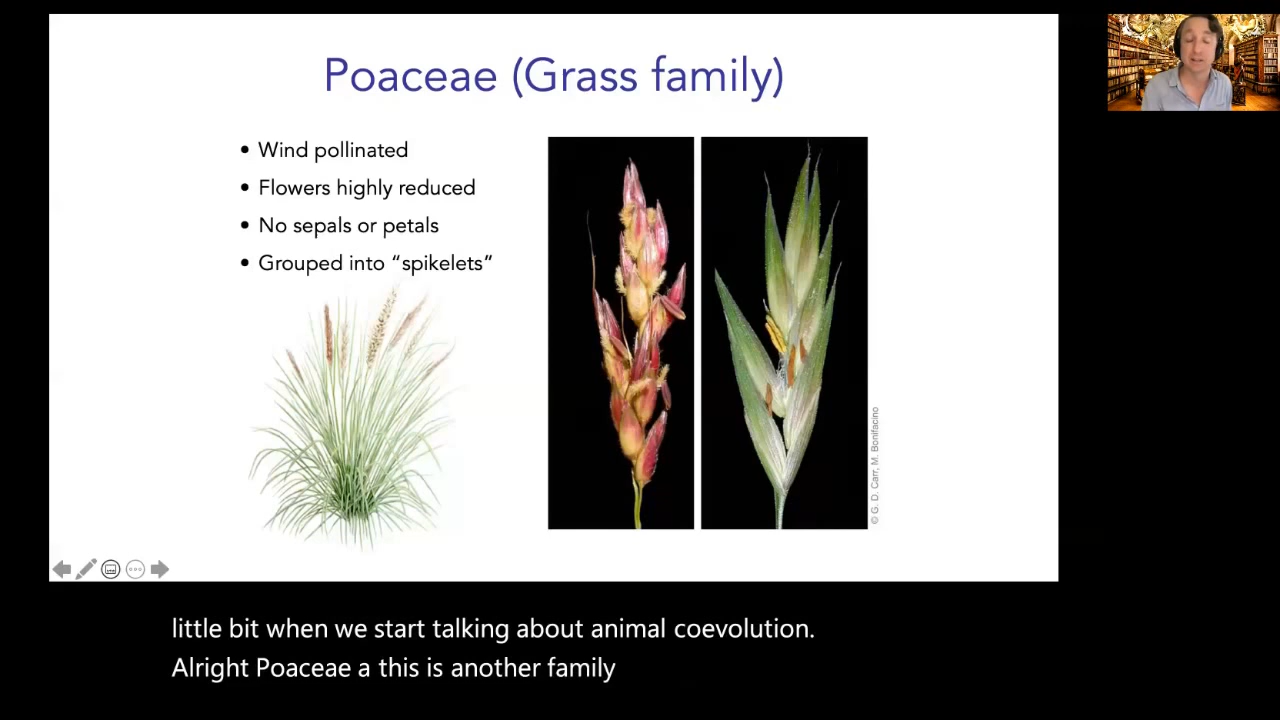 Poaceae (Grass family)
• Wind pollinated
• Flowers highly reduced
• No sepals or petals
• Grouped into “spikelets”
© G. D. Carr, M. Bonifacino
little bit when we start talking about animal coevolution.
Alright Poaceae a this is another family